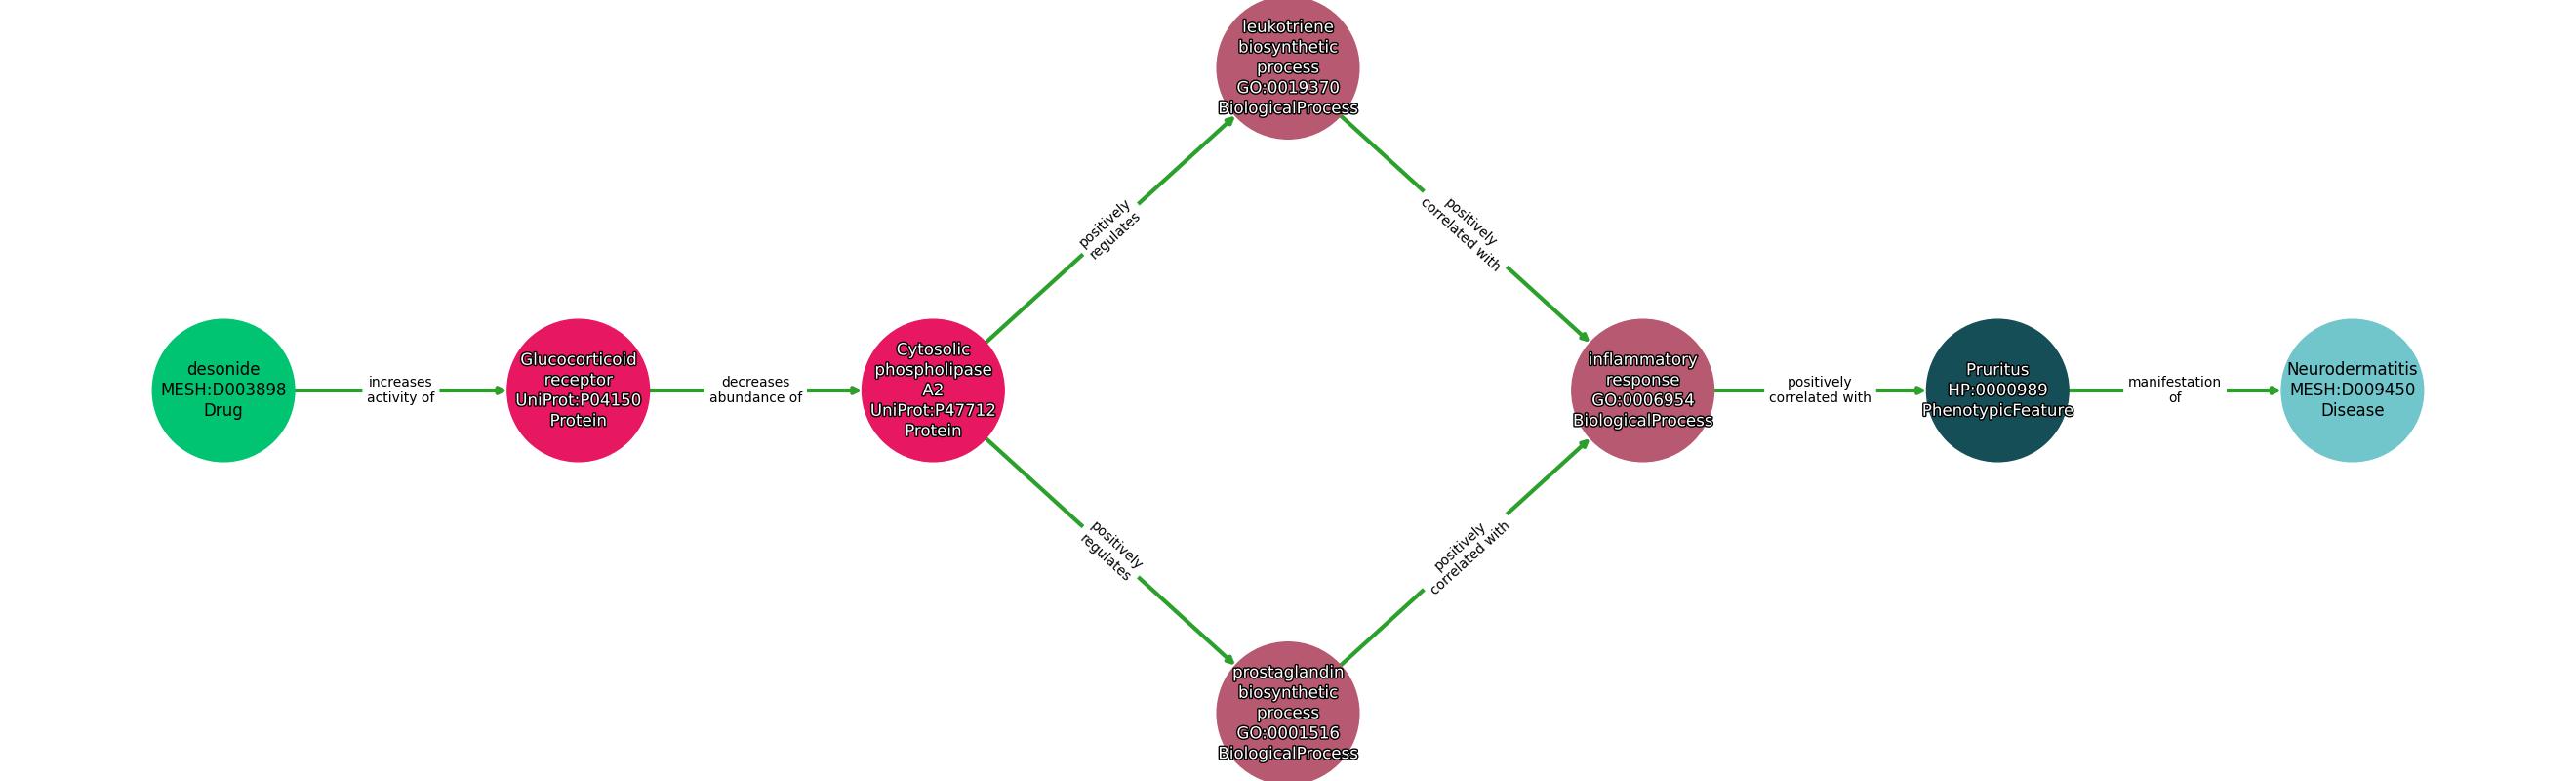 leukotriene
biosynthetic
process
GO:0019370
BiologicalProcess
positively
regulates
positively
correlated with
desonide
MESH:D003898
Drug
increases
activity of
Glucocorticoid
receptor
UniProt:P04150
Protein
decreases
abundance of
Cytosolic
phospholipase
A2
UniProt:P47712
Protein
inflammatory
response
GO:0006954
BiologicalProcess
positively
correlated with
Pruritus
HP:0000989
PhenotypicFeature
manifestation
of
Neurodermatitis
MESH:D009450
Disease
positively
regulates
positively
correlated with
prostaglandin
biosynthetic
process
GO:0001516
BiologicalProcess